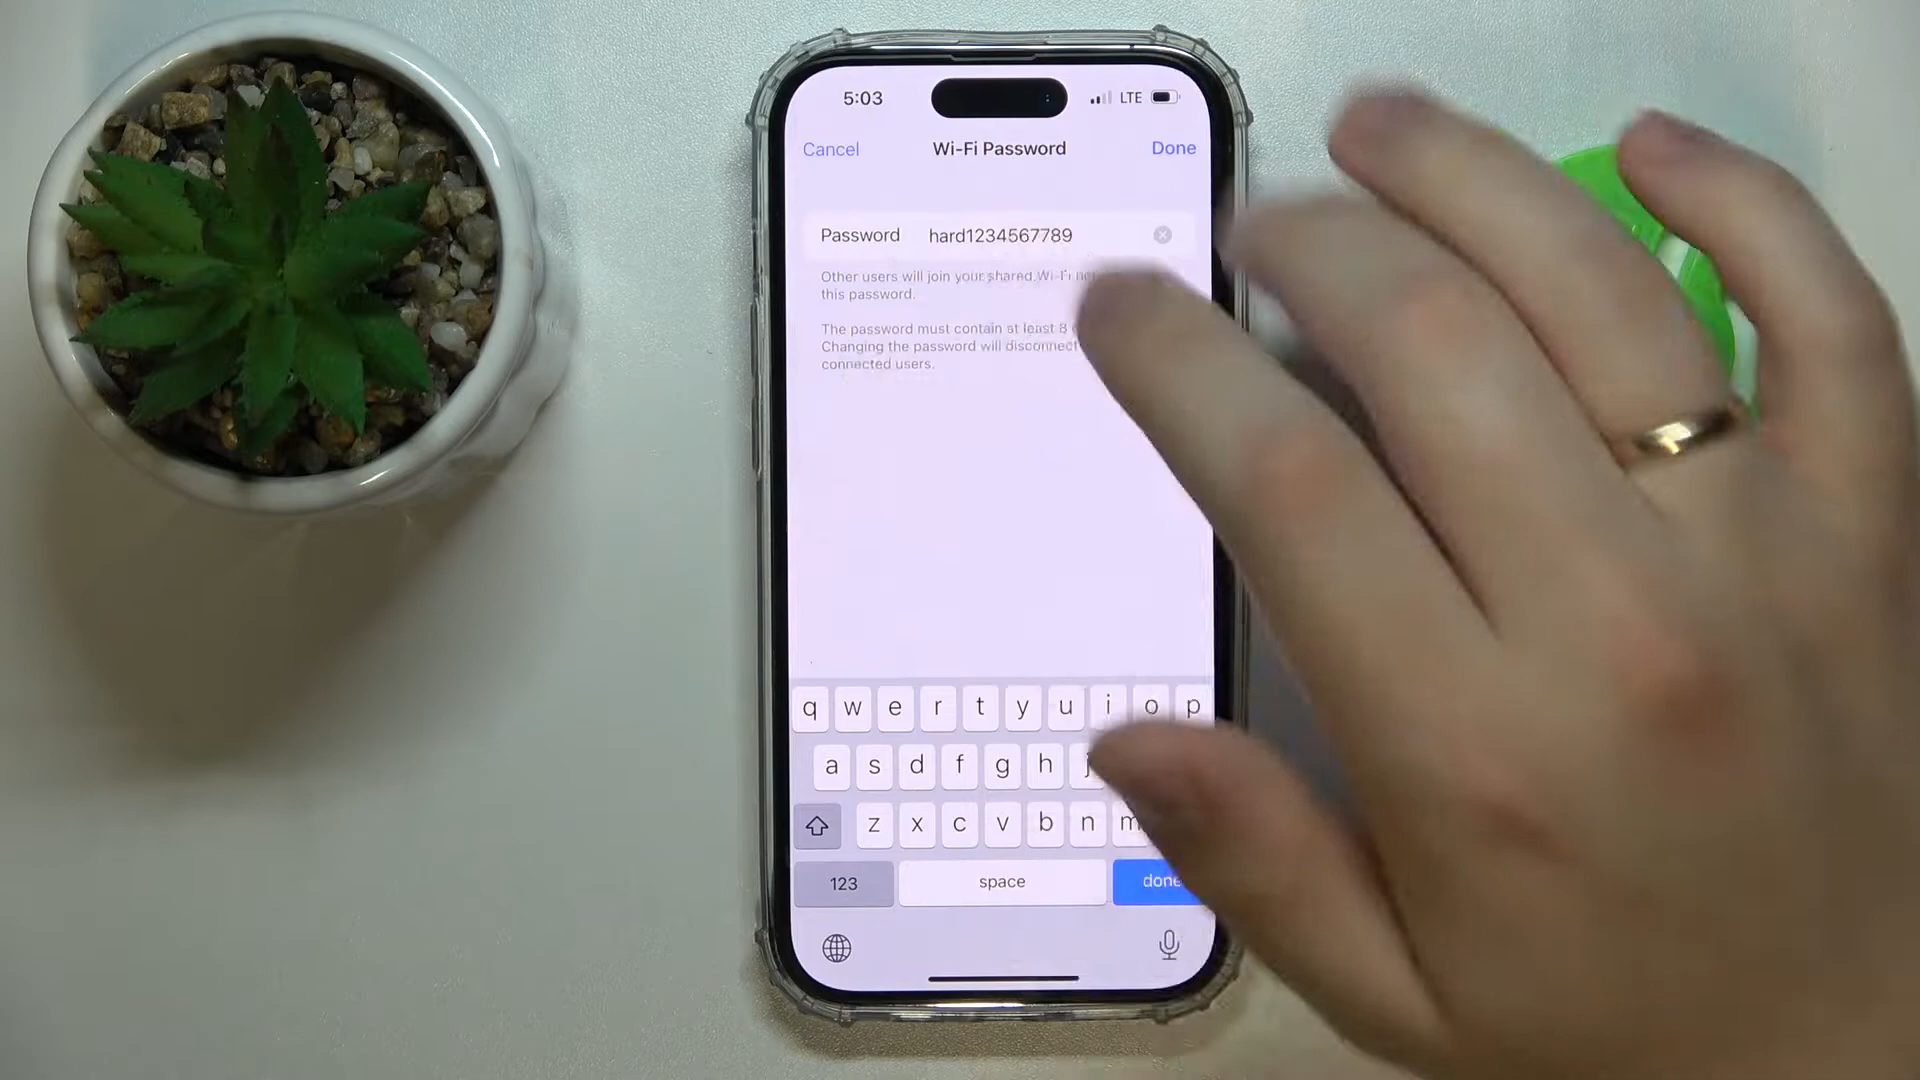 5:03 LTE
Cancel Wi-Fi Password Done
Password hard1234567789
Other users will join your shared Wi-Fi
this password.
The password must contain at least 8
Changing the password will disconnect
connected users.
q w e r t y u i o p
a s d f g h j
z x c v b n m
123 space done